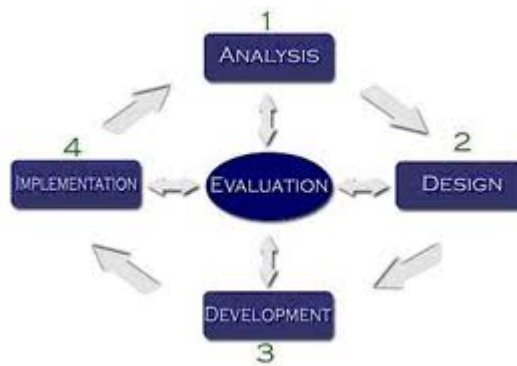 1
ANALYSIS
2
DESIGN
4
IMPLEMENTATION
EVALUATION
DEVELOPMENT
3